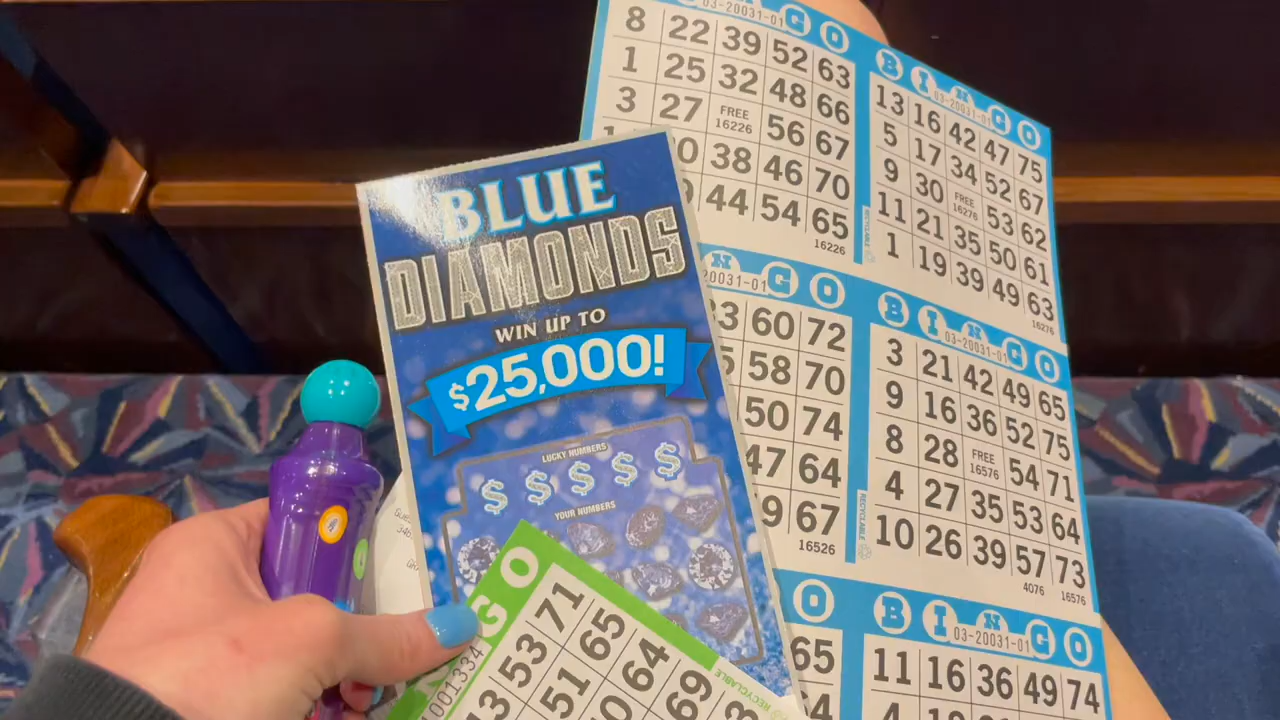 03-20031-01 G O
8 22 39 52 63
1 25 32 48 66
3 27 FREE 16226 56 67
38 46 70
44 54 65
16226
B I N G O
03-20031-01
13 16 42 47 75
5 17 34 52 67
9 30 FREE 16276 53 62
11 21 35 50 61
1 19 39 49 63
16276
RECYCLABLE
BLUE
DIAMONDS
WIN UP TO
$25,000!
LUCKY NUMBERS
$ $ $ $ $
YOUR NUMBERS
N G O
20031-01
60 72
58 70
50 74
47 64
67
16526
B I N G O
03-20031-01
3 21 42 49 65
9 16 36 52 75
8 28 FREE 16576 54 71
4 27 35 53 64
10 26 39 57 73
4076 16576
RECYCLABLE
G O
1001334
53 71
51 65
64
69
RECYCLABLE
O
65
B I N G O
03-20031-01
11 16 36 49 74